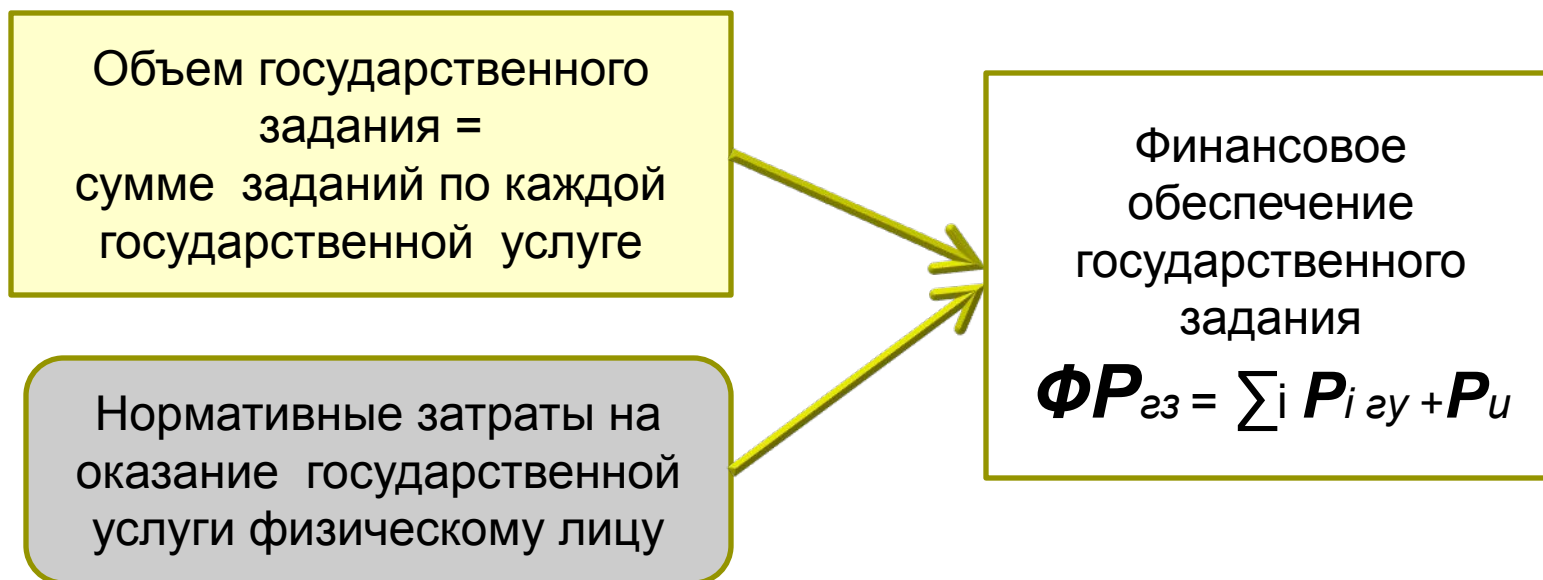 Объем государственного
задания =
сумме заданий по каждой
государственной услуге
Нормативные затраты на
оказание государственной
услуги физическому лицу
Финансовое
обеспечение
государственного
задания
ФРгз = ∑i Pi гу +Ри